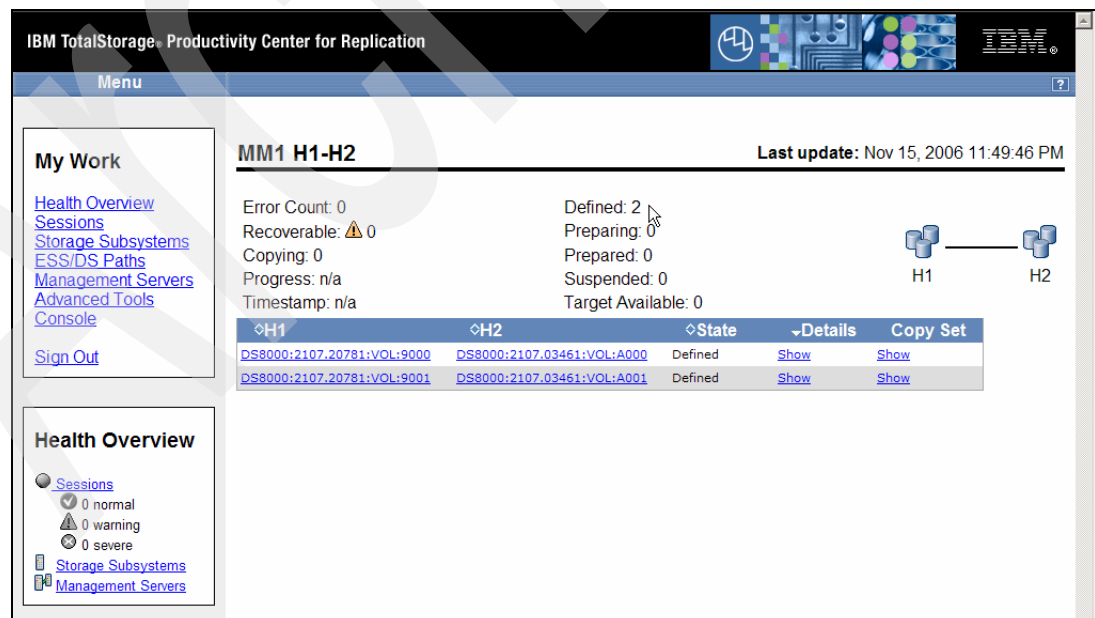 IBM TotalStorage® Productivity Center for Replication
IBM®
Menu
?
My Work
Health Overview
Sessions
Storage Subsystems
ESS/DS Paths
Management Servers
Advanced Tools
Console
Sign Out
Health Overview
Sessions
0 normal
0 warning
0 severe
Storage Subsystems
Management Servers
MM1 H1-H2
Last update: Nov 15, 2006 11:49:46 PM
Error Count: 0
Recoverable: 0
Copying: 0
Progress: n/a
Timestamp: n/a
Defined: 2
Preparing: 0
Prepared: 0
Suspended: 0
Target Available: 0
H1 H2
H1 H2 State Details Copy Set
DS8000:2107.20781:VOL:9000 DS8000:2107.03461:VOL:A000 Defined Show Show
DS8000:2107.20781:VOL:9001 DS8000:2107.03461:VOL:A001 Defined Show Show